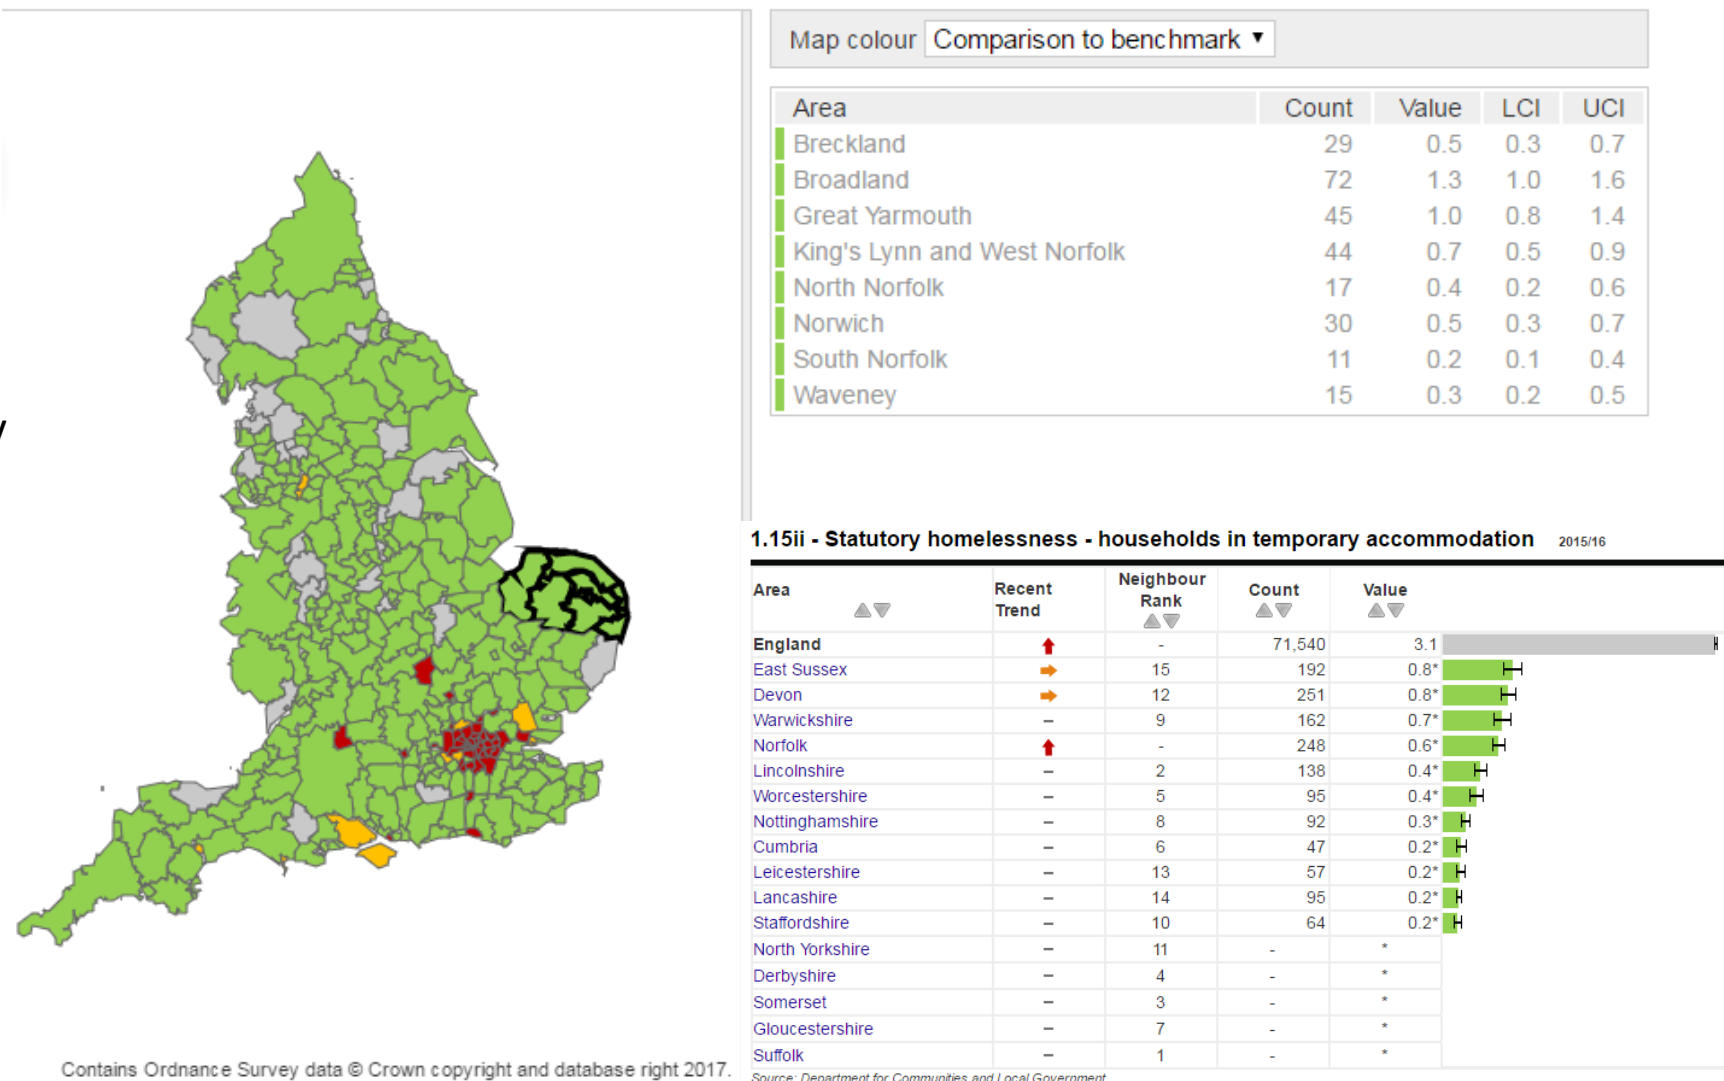 Map colour Comparison to benchmark ▼
Area Count Value LCI UCI
Breckland 29 0.5 0.3 0.7
Broadland 72 1.3 1.0 1.6
Great Yarmouth 45 1.0 0.8 1.4
King's Lynn and West Norfolk 44 0.7 0.5 0.9
North Norfolk 17 0.4 0.2 0.6
Norwich 30 0.5 0.3 0.7
South Norfolk 11 0.2 0.1 0.4
Waveney 15 0.3 0.2 0.5
1.15ii - Statutory homelessness - households in temporary accommodation 2015/16
Area Recent Trend Neighbour Rank Count Value
England - 71,540 3.1
East Sussex 15 192 0.8*
Devon 12 251 0.8*
Warwickshire – 9 162 0.7*
Norfolk - 248 0.6*
Lincolnshire – 2 138 0.4*
Worcestershire – 5 95 0.4*
Nottinghamshire – 8 92 0.3*
Cumbria – 6 47 0.2*
Leicestershire – 13 57 0.2*
Lancashire – 14 95 0.2*
Staffordshire – 10 64 0.2*
North Yorkshire – 11 - *
Derbyshire – 4 - *
Somerset – 3 - *
Gloucestershire – 7 - *
Suffolk – 1 - *
Source: Department for Communities and Local Government
Contains Ordnance Survey data © Crown copyright and database right 2017.